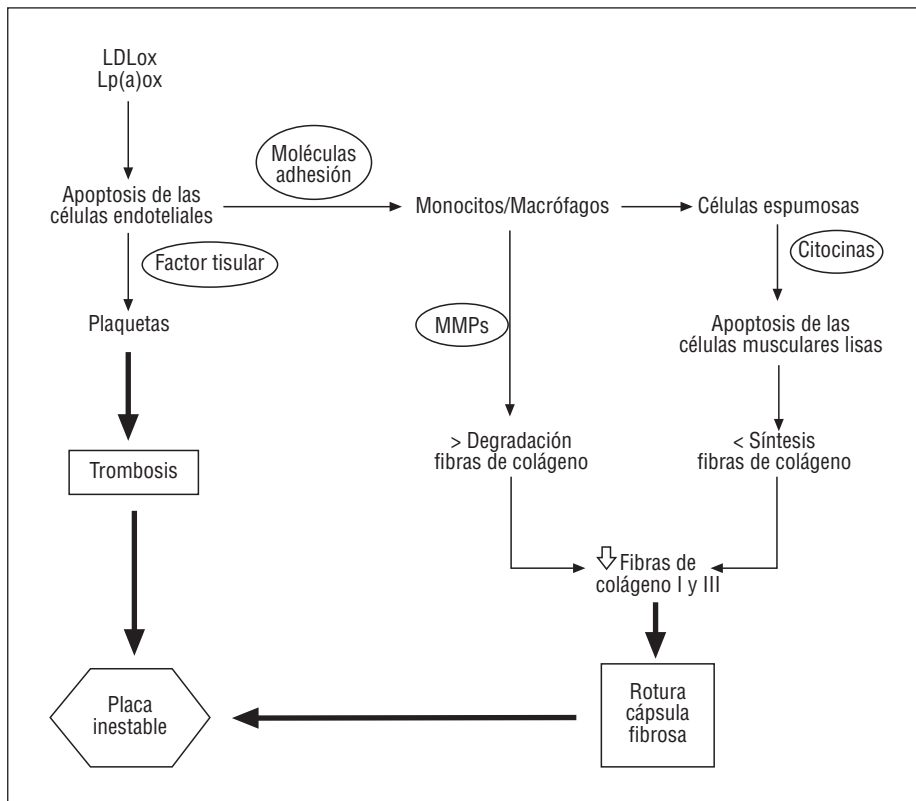 LDLox
Lp(a)ox
Moléculas
adhesión
Apoptosis de las
células endoteliales
Monocitos/Macrófagos
Células espumosas
Factor tisular
Citocinas
Plaquetas
MMPs
Apoptosis de las
células musculares lisas
> Degradación
fibras de colágeno
< Síntesis
fibras de colágeno
Trombosis
Fibras de
colágeno I y III
Placa
inestable
Rotura
cápsula
fibrosa